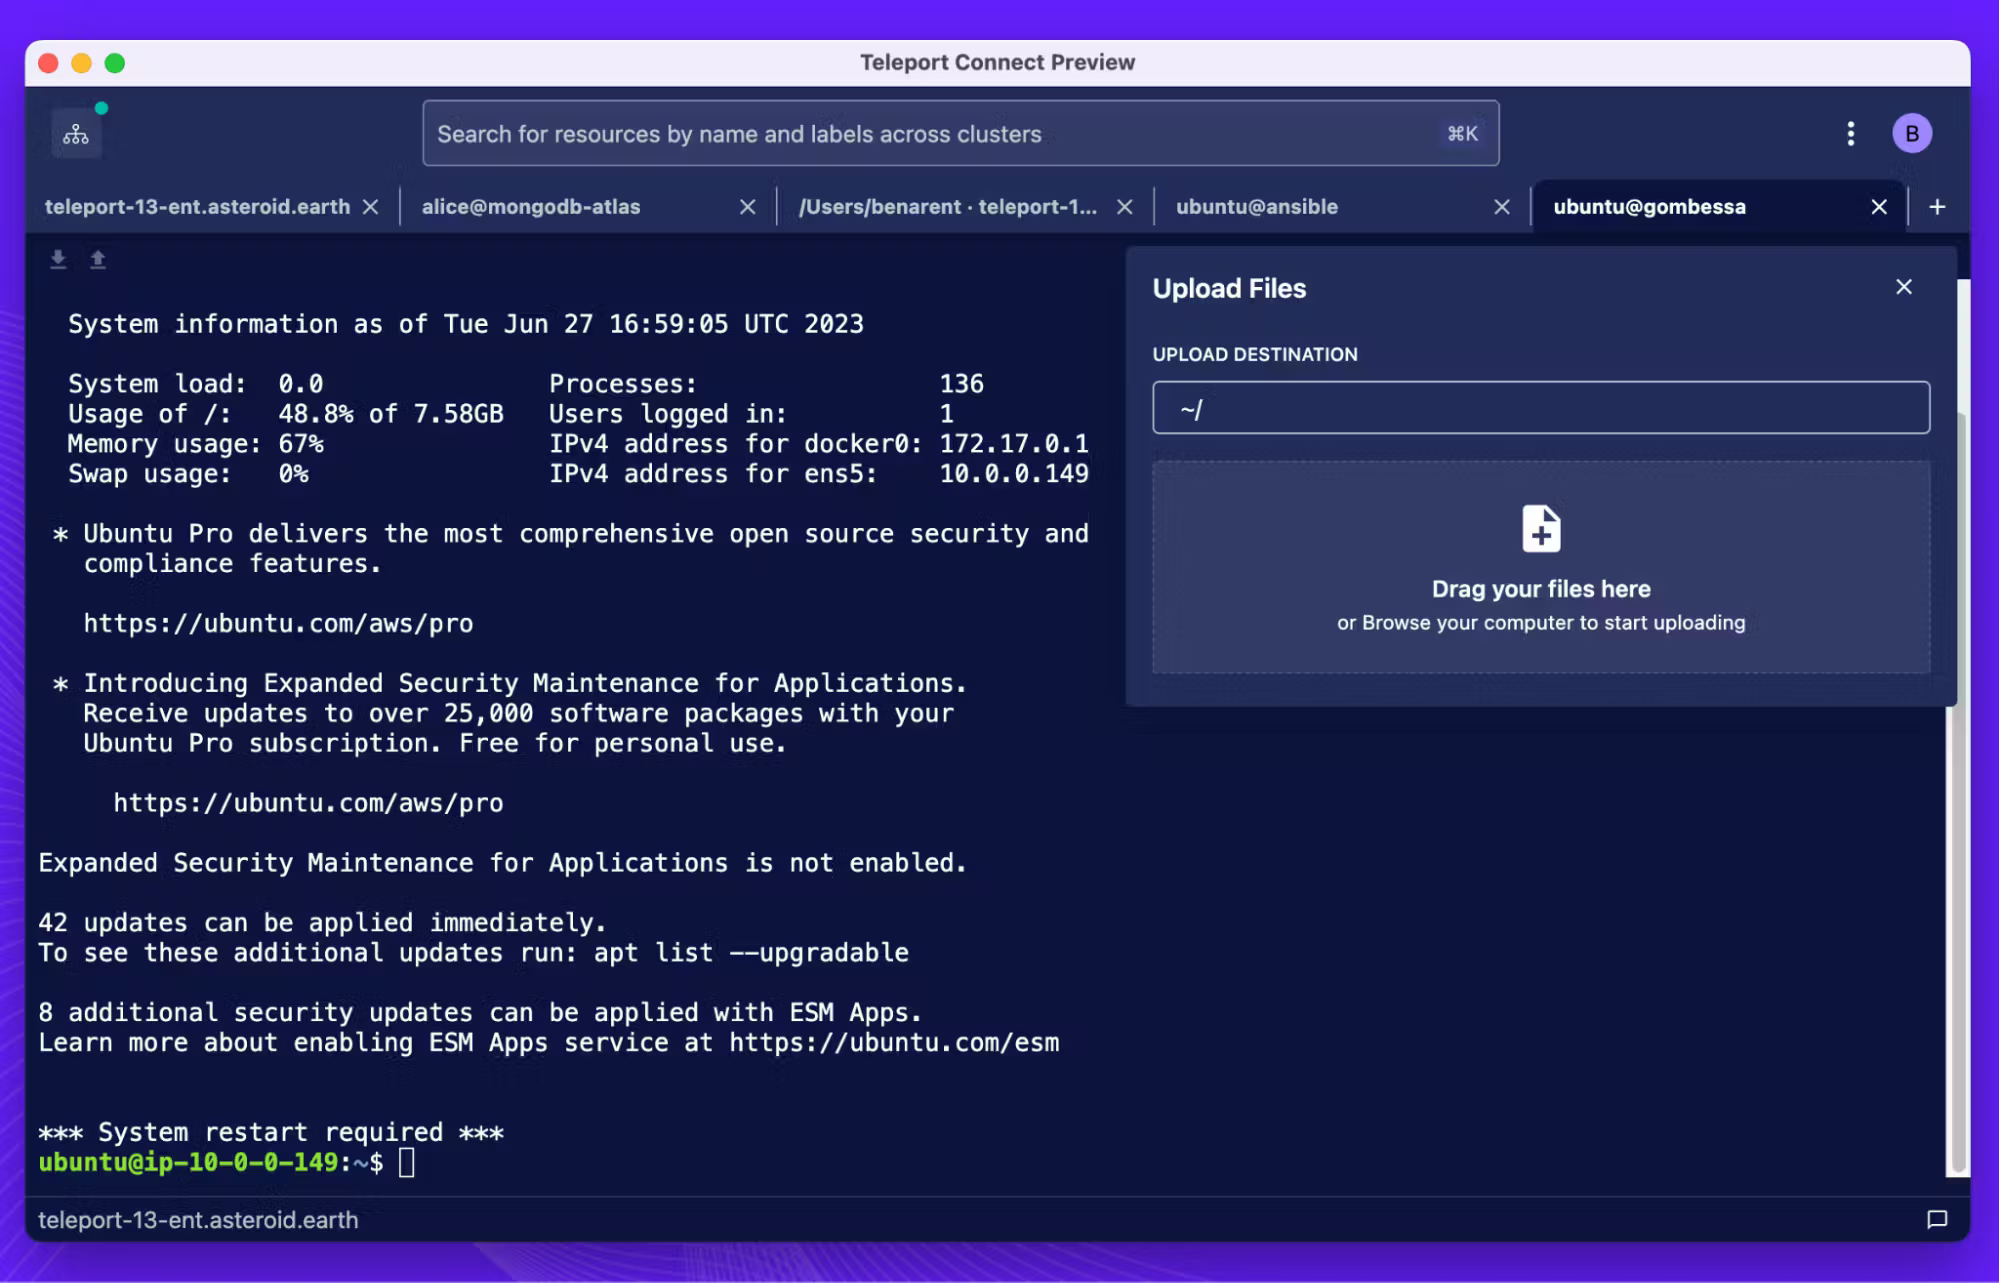 Teleport Connect Preview
Search for resources by name and labels across clusters ⌘K
B
teleport-13-ent.asteroid.earth
alice@mongodb-atlas
/Users/benarent · teleport-1...
ubuntu@ansible
ubuntu@gombessa
System information as of Tue Jun 27 16:59:05 UTC 2023
System load: 0.0 Processes: 136
Usage of /: 48.8% of 7.58GB Users logged in: 1
Memory usage: 67% IPv4 address for docker0: 172.17.0.1
Swap usage: 0% IPv4 address for ens5: 10.0.0.149
* Ubuntu Pro delivers the most comprehensive open source security and
compliance features.
https://ubuntu.com/aws/pro
* Introducing Expanded Security Maintenance for Applications.
Receive updates to over 25,000 software packages with your
Ubuntu Pro subscription. Free for personal use.
https://ubuntu.com/aws/pro
Expanded Security Maintenance for Applications is not enabled.
42 updates can be applied immediately.
To see these additional updates run: apt list --upgradable
8 additional security updates can be applied with ESM Apps.
Learn more about enabling ESM Apps service at https://ubuntu.com/esm
*** System restart required ***
ubuntu@ip-10-0-0-149:~$
Upload Files
UPLOAD DESTINATION
~/
Drag your files here
or Browse your computer to start uploading
teleport-13-ent.asteroid.earth